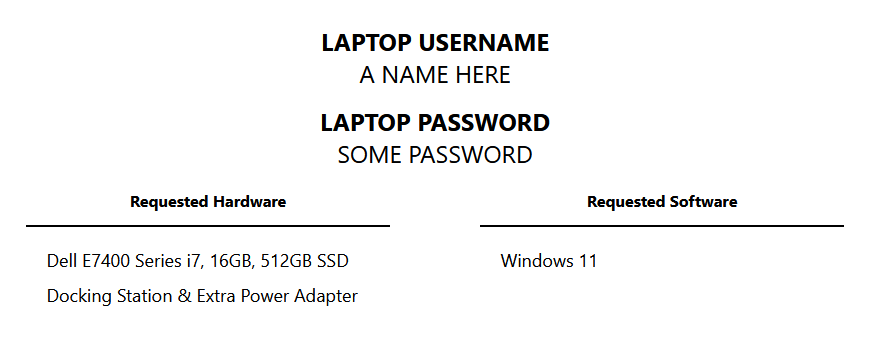 LAPTOP USERNAME
A NAME HERE
LAPTOP PASSWORD
SOME PASSWORD
Requested Hardware
Dell E7400 Series i7, 16GB, 512GB SSD
Docking Station & Extra Power Adapter
Requested Software
Windows 11